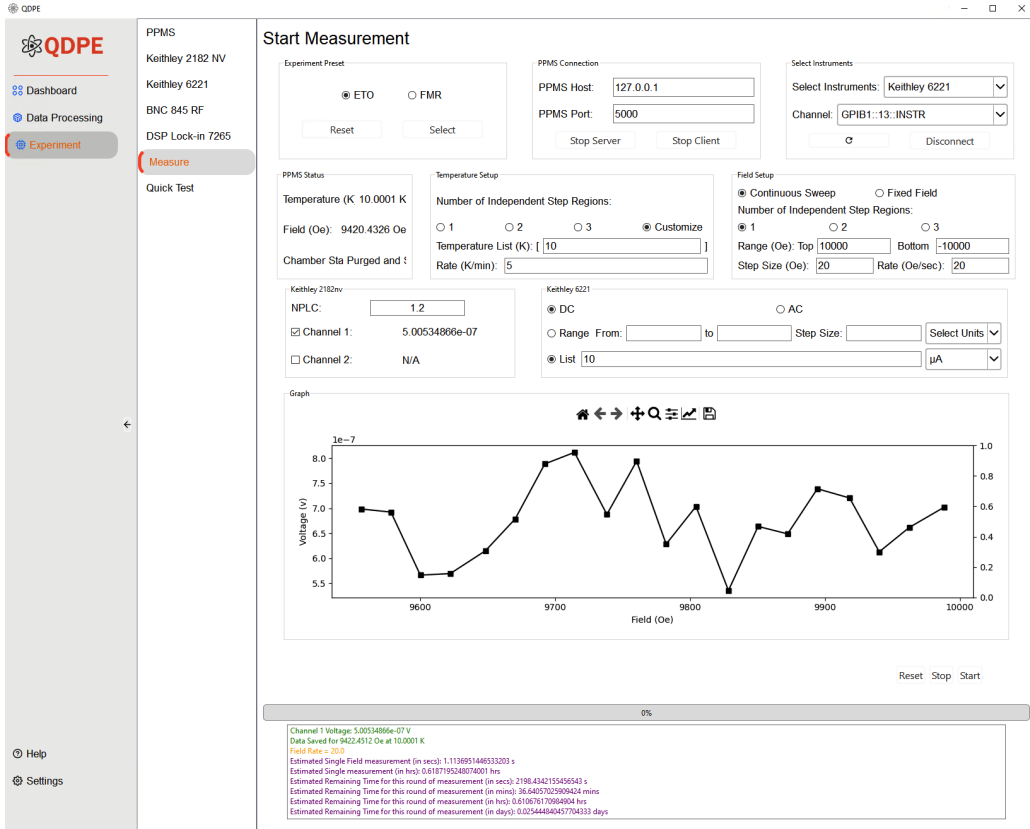 QDPE
QDPE
Dashboard
Data Processing
Experiment
Help
Settings
PPMS
Keithley 2182 NV
Keithley 6221
BNC 845 RF
DSP Lock-in 7265
Measure
Quick Test
Start Measurement
Experiment Preset
ETO FMR
Reset Select
PPMS Connection
PPMS Host: 127.0.0.1
PPMS Port: 5000
Stop Server Stop Client
Select Instruments
Select Instruments: Keithley 6221
Channel: GPIB1::13::INSTR
Disconnect
PPMS Status
Temperature (K 10.0001 K
Field (Oe): 9420.4326 Oe
Chamber Sta Purged and S
Temperature Setup
Number of Independent Step Regions:
1 2 3 Customize
Temperature List (K): [ 10 ]
Rate (K/min): 5
Field Setup
Continuous Sweep Fixed Field
Number of Independent Step Regions:
1 2 3
Range (Oe): Top 10000 Bottom -10000
Step Size (Oe): 20 Rate (Oe/sec): 20
Keithley 2182nv
NPLC: 1.2
Channel 1: 5.00534866e-07
Channel 2: N/A
Keithley 6221
DC AC
Range From: to Step Size: Select Units
List 10 µA
Graph
1e−7
8.0
7.5
7.0
6.5
6.0
5.5
Voltage (v)
1.0
0.8
0.6
0.4
0.2
0.0
9600 9700 9800 9900 10000
Field (Oe)
Reset Stop Start
0%
Channel 1 Voltage: 5.00534866e-07 V
Data Saved for 9422.4512 Oe at 10.0001 K
Field Rate = 20.0
Estimated Single Field measurement (in secs): 1.1136951446533203 s
Estimated Single measurement (in hrs): 0.6187195248074001 hrs
Estimated Remaining Time for this round of measurement (in secs): 2198.4342155456543 s
Estimated Remaining Time for this round of measurement (in mins): 36.64057025909424 mins
Estimated Remaining Time for this round of measurement (in hrs): 0.610676170984904 hrs
Estimated Remaining Time for this round of measurement (in days): 0.025444840457704333 days